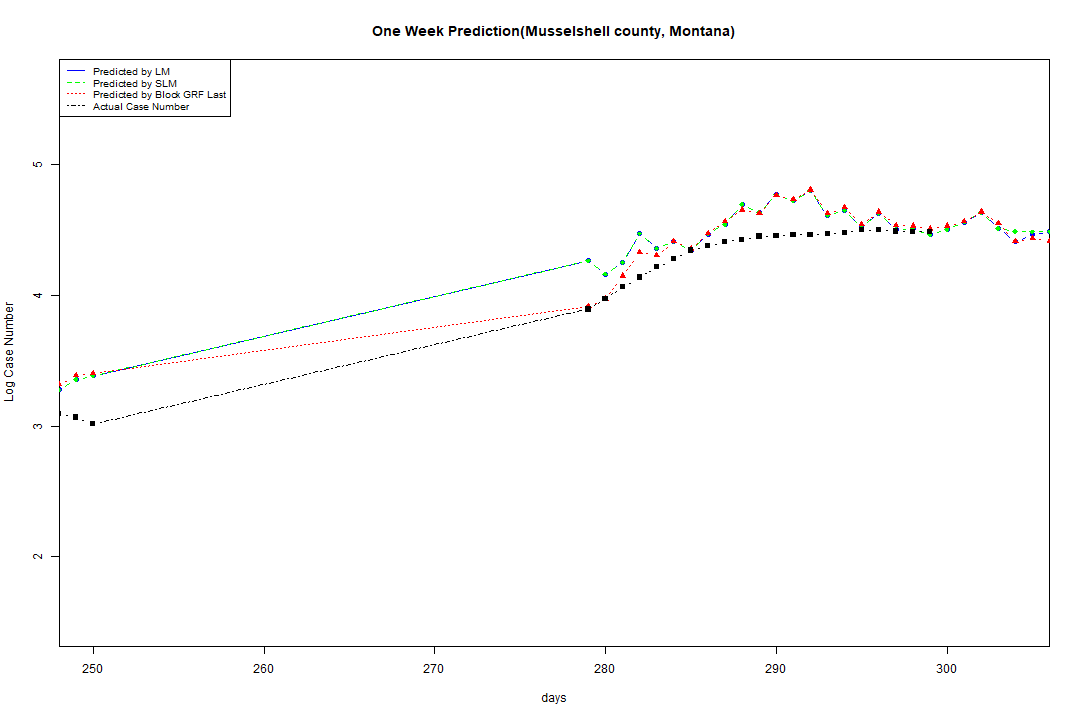 One Week Prediction(Musselshell county, Montana)
Predicted by LM
Predicted by SLM
Predicted by Block GRF Last
Actual Case Number
5
4
3
2
Log Case Number
250 260 270 280 290 300
days